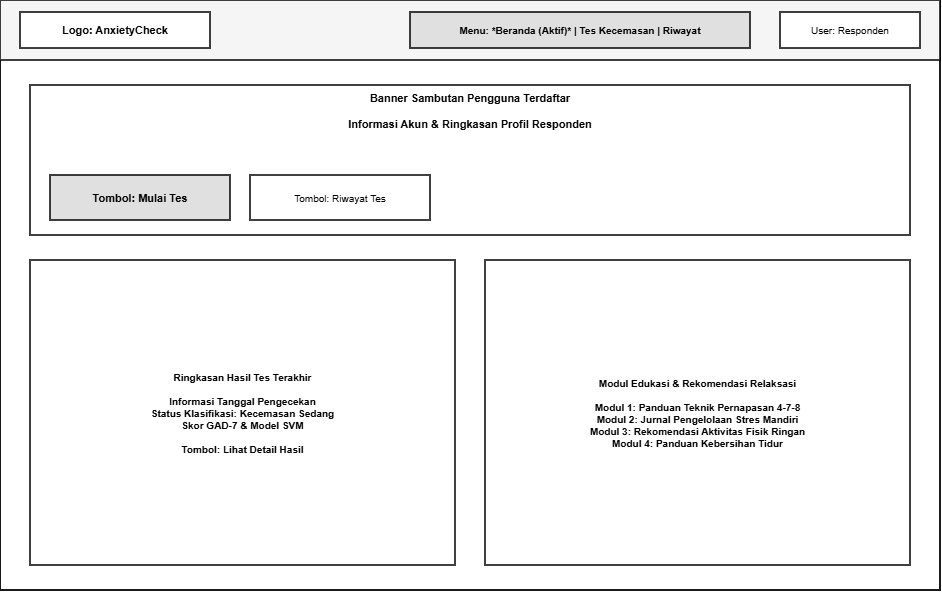 Logo: AnxietyCheck
Menu: *Beranda (Aktif)* | Tes Kecemasan | Riwayat
User: Responden
Banner Sambutan Pengguna Terdaftar
Informasi Akun & Ringkasan Profil Responden
Tombol: Mulai Tes
Tombol: Riwayat Tes
Ringkasan Hasil Tes Terakhir
Informasi Tanggal Pengecekan
Status Klasifikasi: Kecemasan Sedang
Skor GAD-7 & Model SVM
Tombol: Lihat Detail Hasil
Modul Edukasi & Rekomendasi Relaksasi
Modul 1: Panduan Teknik Pernapasan 4-7-8
Modul 2: Jurnal Pengelolaan Stres Mandiri
Modul 3: Rekomendasi Aktivitas Fisik Ringan
Modul 4: Panduan Kebersihan Tidur